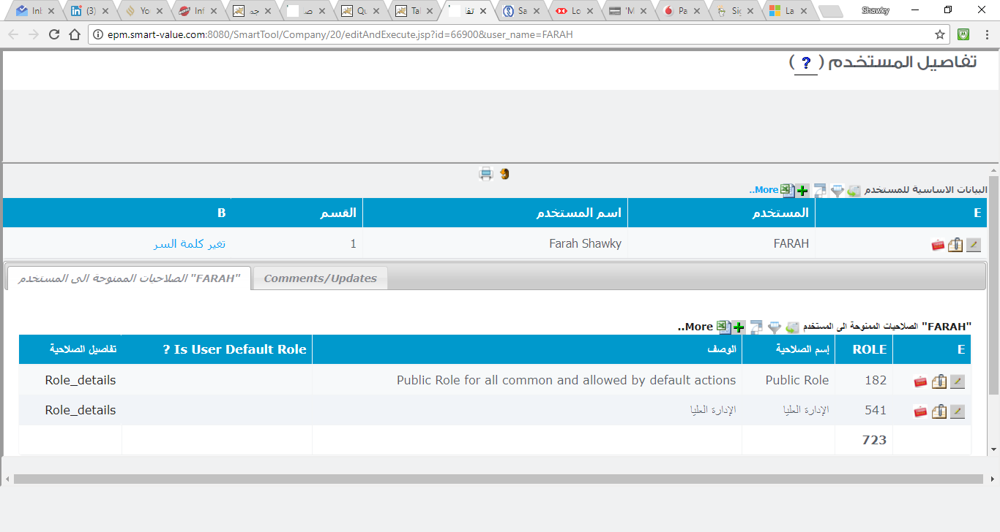 Inl (3) Yo Inf جد صـ Qu Tal تفا Sa Lo 'M Pa Sig La Shawky
epm.smart-value.com:8080/SmartTool/Company/20/editAndExecute.jsp?id=66900&user_name=FARAH
تفاصيل المستخدم ( ? )
البيانات الاساسية للمستخدم More..
E المستخدم اسم المستخدم القسم B
FARAH Farah Shawky 1 تغير كلمة السر
"FARAH" الصلاحيات الممنوحة الى المستخدم Comments/Updates
"FARAH" الصلاحيات الممنوحة الى المستخدم More..
E ROLE إسم الصلاحية الوصف Is User Default Role ? تفاصيل الصلاحية
182 Public Role Public Role for all common and allowed by default actions Role_details
541 الإدارة العليا الإدارة العليا Role_details
723